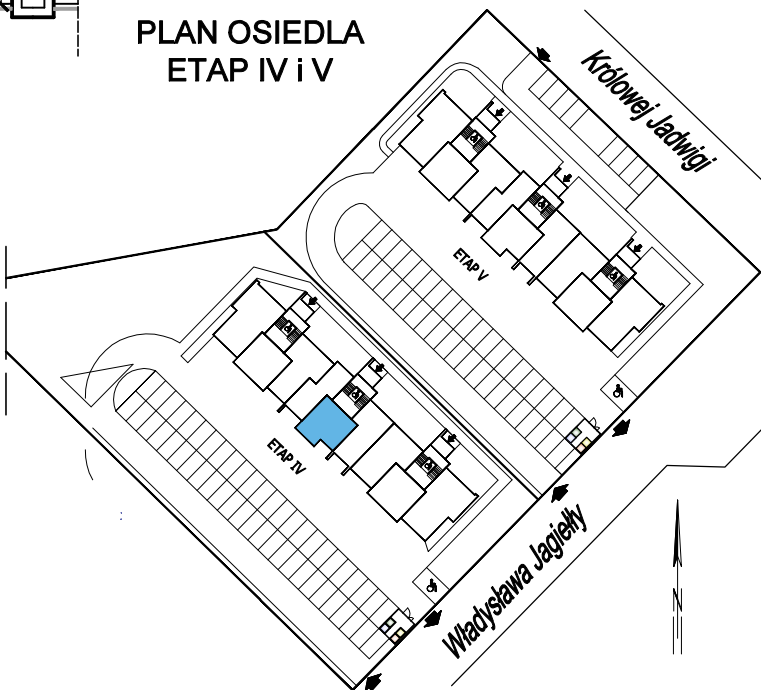 PLAN OSIEDLA
ETAP IV i V
Królowej Jadwigi
ETAP V
ETAP IV
Władysława Jagiełły
N